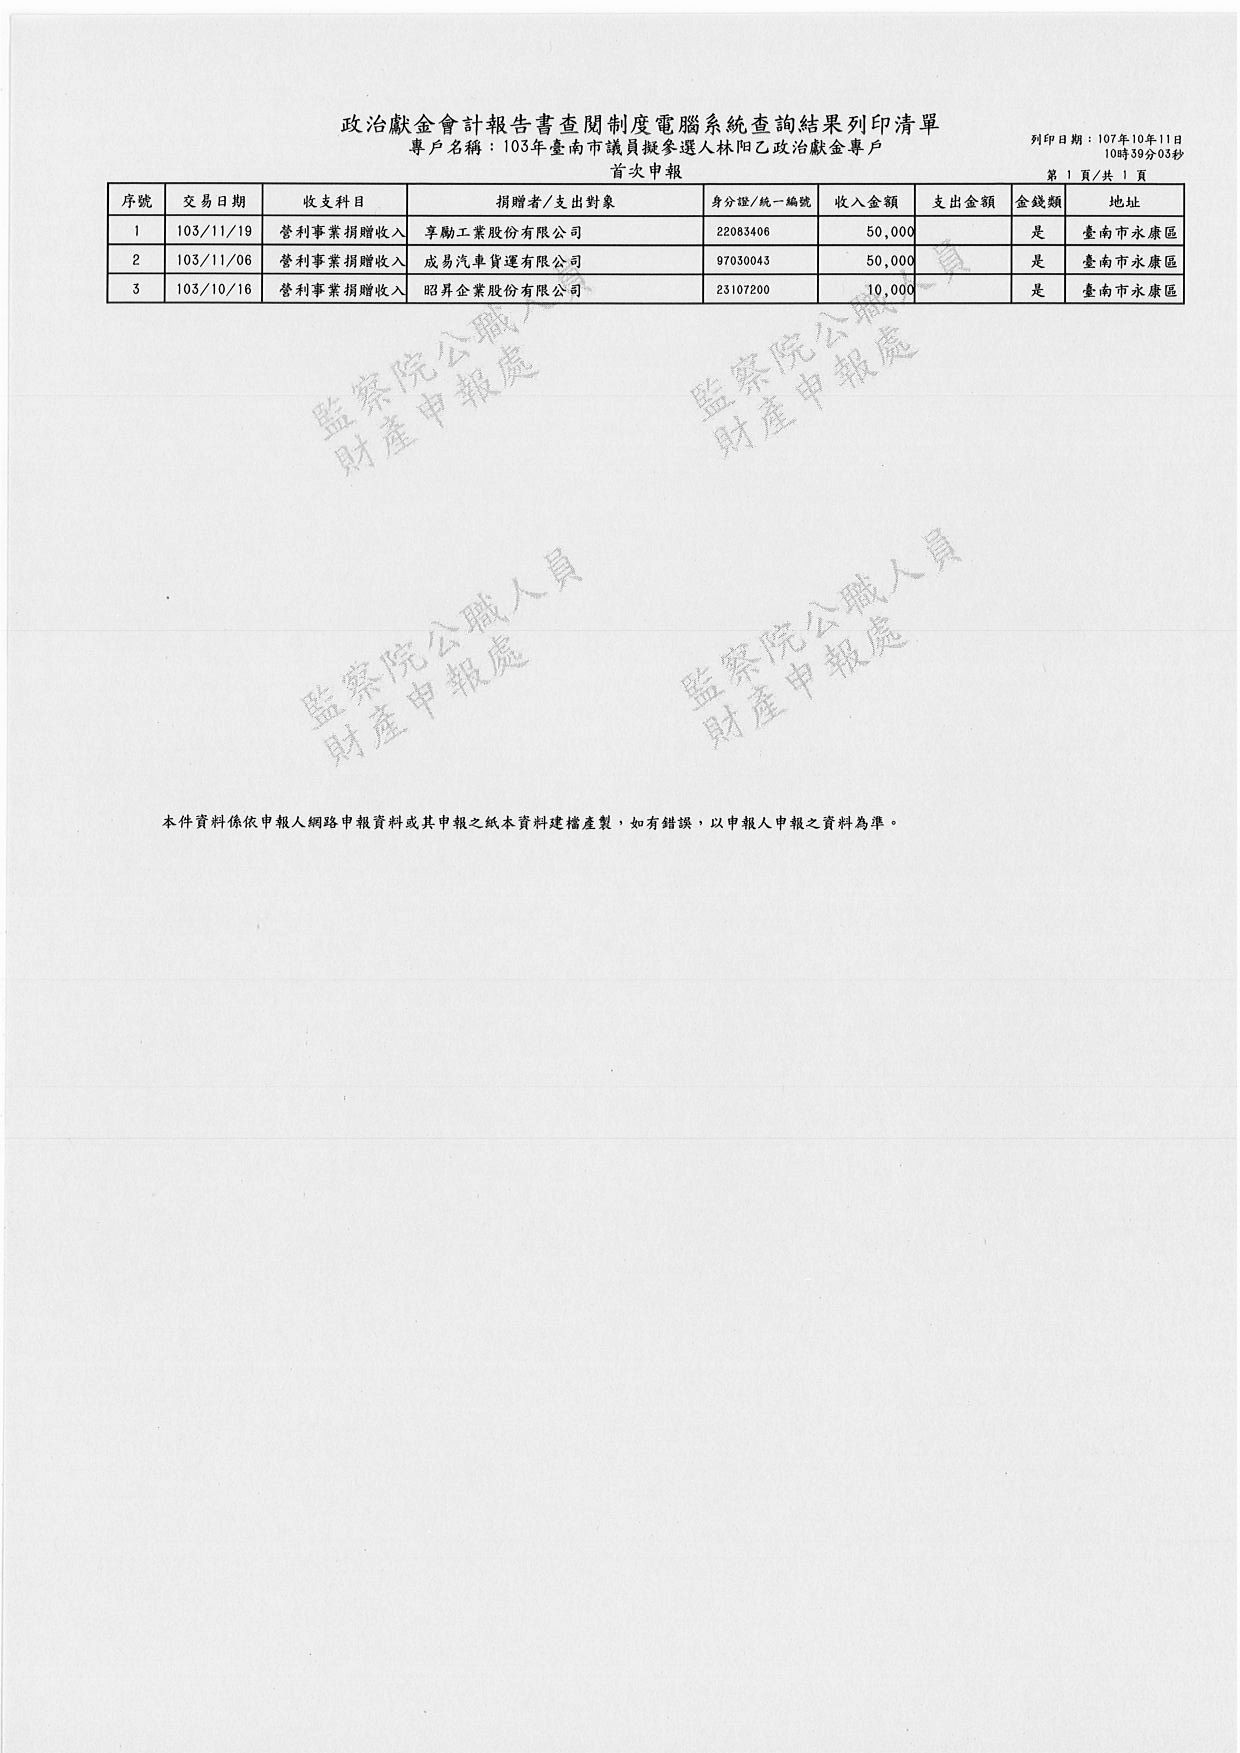 政治獻金會計報告書查閱制度電腦系統查詢結果列印清單
專戶名稱：103年臺南市議員擬參選人林阳乙政治獻金專戶
首次申報
列印日期：107年10年11日
10時39分03秒
第 1 頁/共 1 頁
序號 交易日期 收支科目 捐贈者/支出對象 身分證/統一編號 收入金額 支出金額 金錢類 地址
1 103/11/19 營利事業捐贈收入 享勵工業股份有限公司 22083406 50,000 是 臺南市永康區
2 103/11/06 營利事業捐贈收入 成易汽車貨運有限公司 97030043 50,000 是 臺南市永康區
3 103/10/16 營利事業捐贈收入 昭昇企業股份有限公司 23107200 10,000 是 臺南市永康區
監察院公職人員
財產申報處
監察院公職人員
財產申報處
監察院公職人員
財產申報處
監察院公職人員
財產申報處
本件資料係依申報人網路申報資料或其申報之紙本資料建檔產製，如有錯誤，以申報人申報之資料為準。